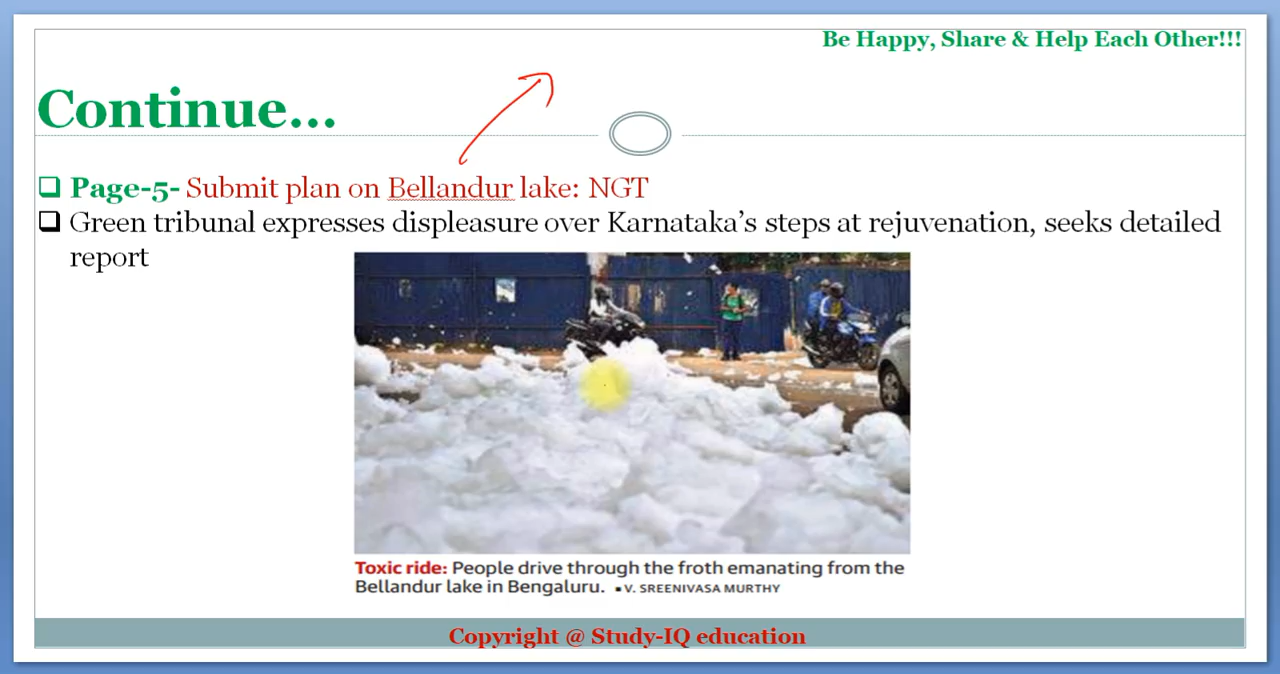 Be Happy, Share & Help Each Other!!!
Continue...
Page-5- Submit plan on Bellandur lake: NGT
Green tribunal expresses displeasure over Karnataka’s steps at rejuvenation, seeks detailed
report
Toxic ride: People drive through the froth emanating from the
Bellandur lake in Bengaluru. ▪ V. SREENIVASA MURTHY
Copyright @ Study-IQ education